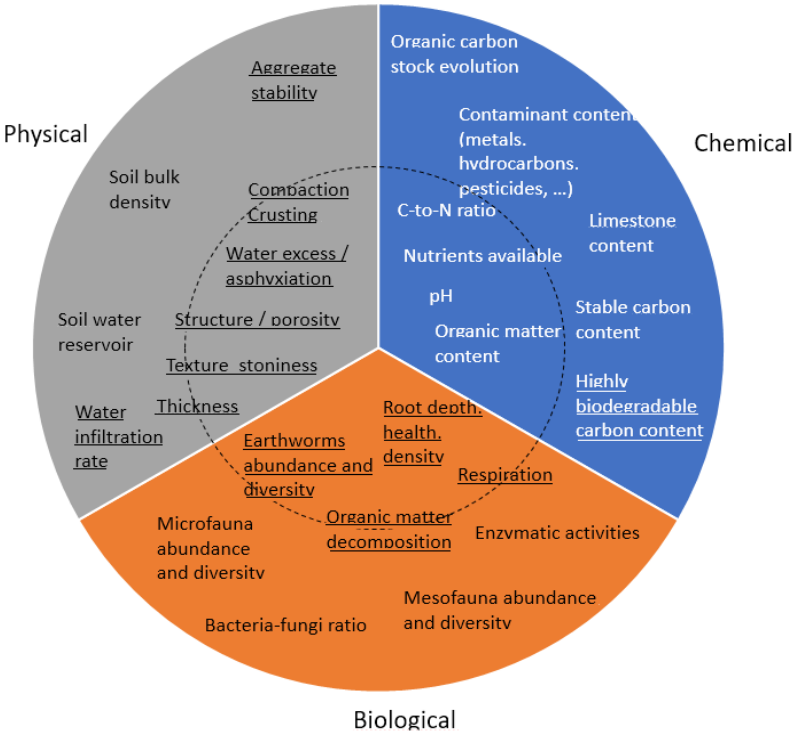 Physical
Aggregate
stability
Soil bulk
density
Compaction
Crusting
Water excess /
asphyxiation
Soil water
reservoir
Structure / porosity
Texture stoniness
Thickness
Water
infiltration
rate
Chemical
Organic carbon
stock evolution
Contaminant content
(metals.
hydrocarbons.
pesticides, ...)
C-to-N ratio
Limestone
content
Nutrients available
pH
Stable carbon
content
Organic matter
content
Highly
biodegradable
carbon content
Root depth.
health.
density
Earthworms
abundance and
diversity
Respiration
Organic matter
decomposition
Microfauna
abundance
and diversity
Enzymatic activities
Mesofauna abundance
and diversity
Bacteria-fungi ratio
Biological